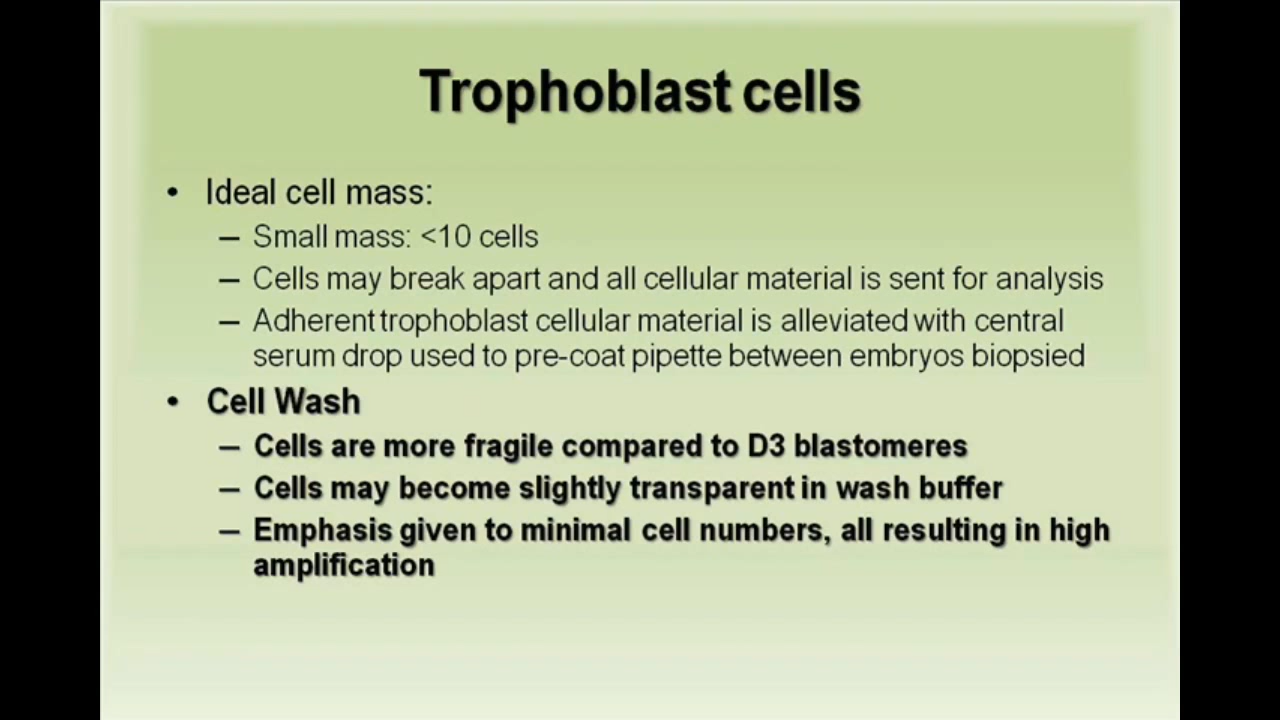 Trophoblast cells
• Ideal cell mass:
– Small mass: <10 cells
– Cells may break apart and all cellular material is sent for analysis
– Adherent trophoblast cellular material is alleviated with central
serum drop used to pre-coat pipette between embryos biopsied
• Cell Wash
– Cells are more fragile compared to D3 blastomeres
– Cells may become slightly transparent in wash buffer
– Emphasis given to minimal cell numbers, all resulting in high
amplification